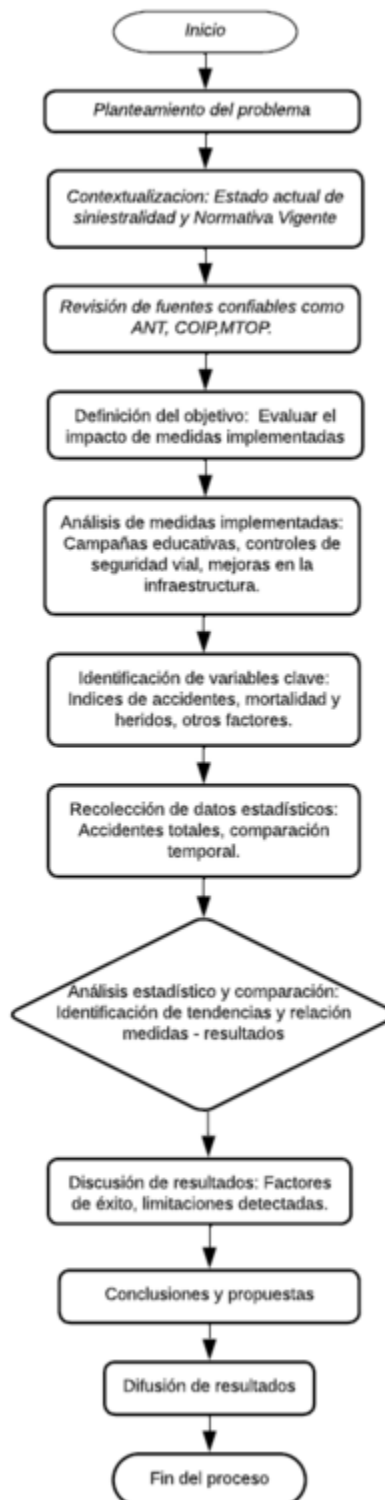 Inicio
Planteamiento del problema
Contextualizacion: Estado actual de
siniestralidad y Normativa Vigente
Revisión de fuentes confiables como
ANT, COIP,MTOP.
Definición del objetivo: Evaluar el
impacto de medidas implementadas
Análisis de medidas implementadas:
Campañas educativas, controles de
seguridad vial, mejoras en la
infraestructura.
Identificación de variables clave:
Indices de accidentes, mortalidad y
heridos, otros factores.
Recolección de datos estadísticos:
Accidentes totales, comparación
temporal.
Análisis estadístico y comparación:
Identificación de tendencias y relación
medidas - resultados
Discusión de resultados: Factores
de éxito, limitaciones detectadas.
Conclusiones y propuestas
Difusión de resultados
Fin del proceso